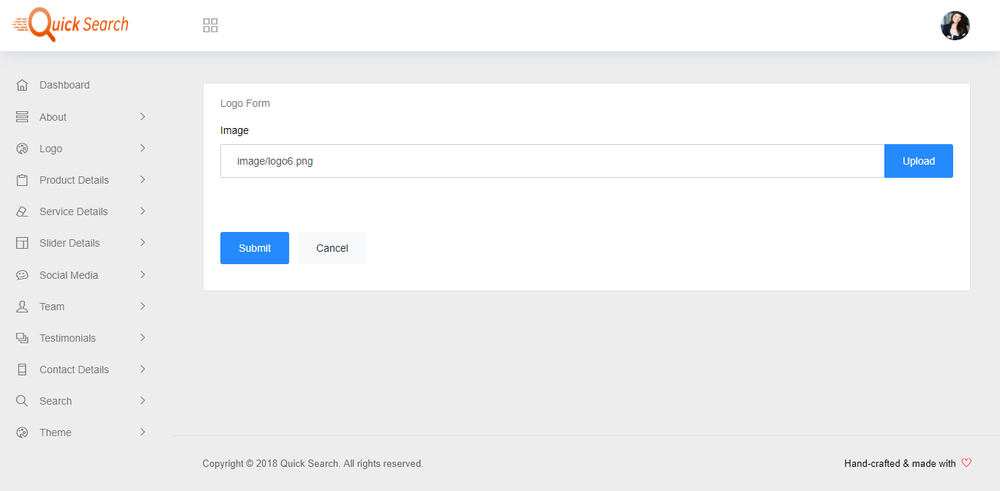 Quick Search
Dashboard
About
Logo
Product Details
Service Details
Slider Details
Social Media
Team
Testimonials
Contact Details
Search
Theme
Logo Form
Image
image/logo6.png Upload
Submit Cancel
Copyright © 2018 Quick Search. All rights reserved. Hand-crafted & made with